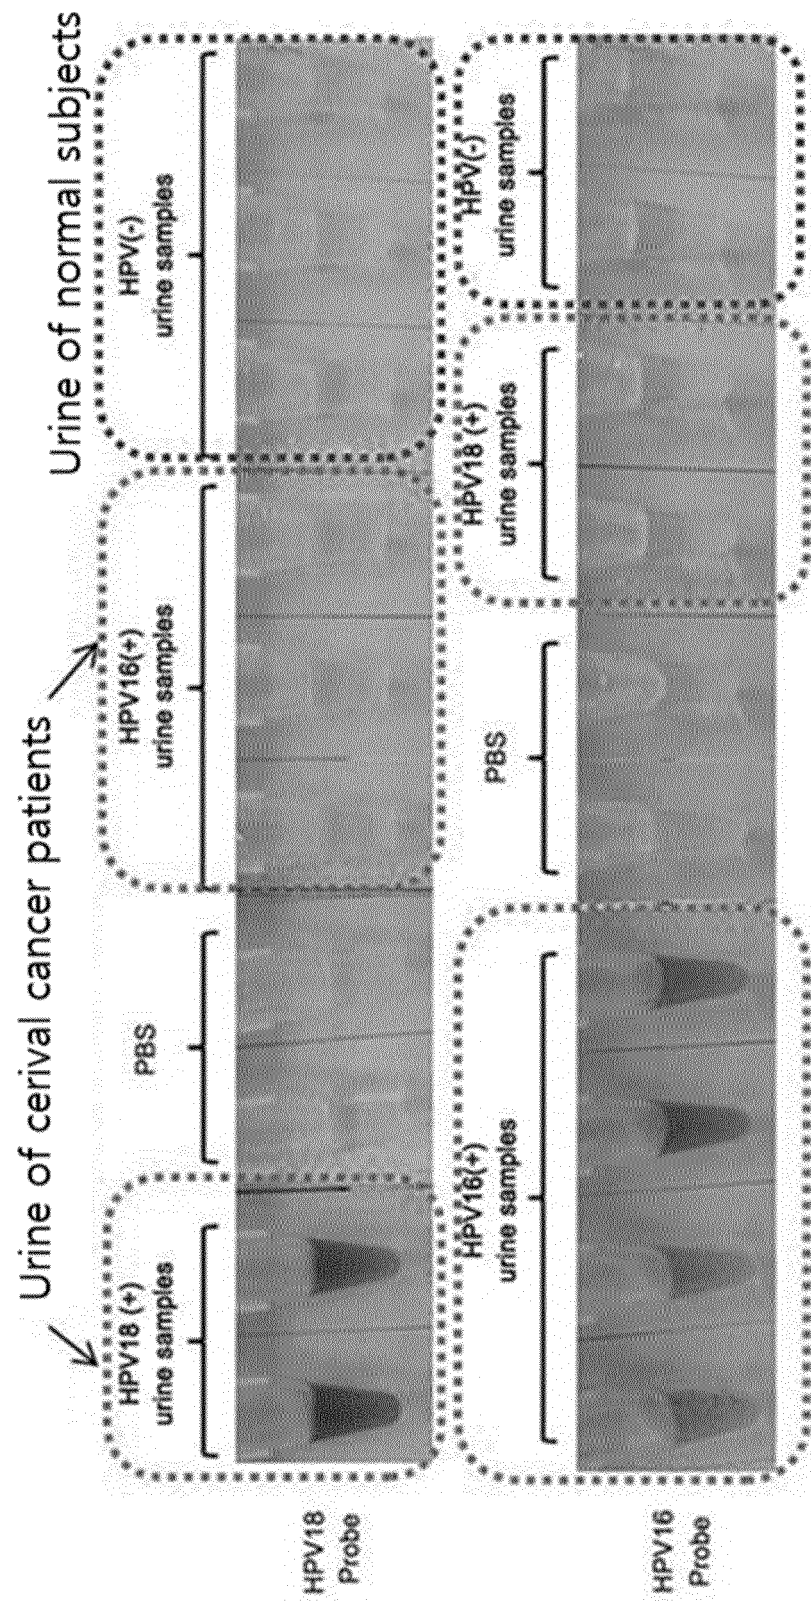 Urine of cerival cancer patients
Urine of normal subjects
HPV18 (+)
urine samples
PBS
HPV16(+)
urine samples
HPV(-)
urine samples
HPV18
Probe
HPV16(+)
urine samples
PBS
HPV18 (+)
urine samples
HPV(-)
urine samples
HPV16
Probe